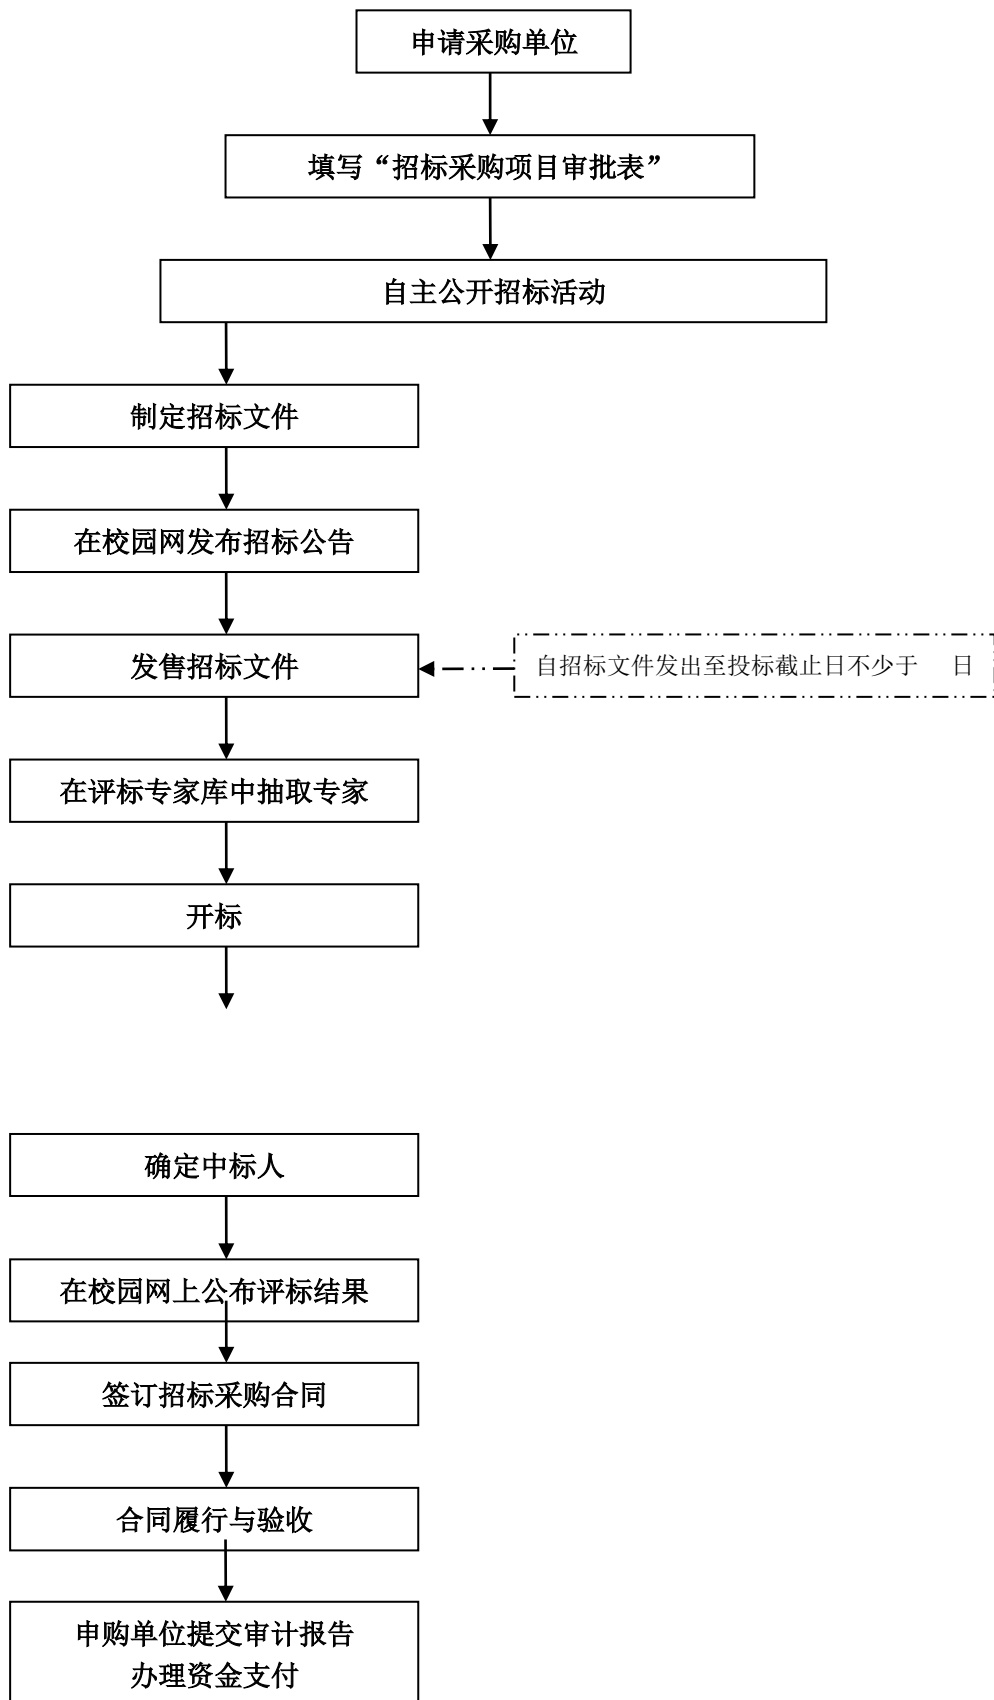 申请采购单位
填写“招标采购项目审批表”
自主公开招标活动
制定招标文件
在校园网发布招标公告
发售招标文件
自招标文件发出至投标截止日不少于 日
在评标专家库中抽取专家
开标
确定中标人
在校园网上公布评标结果
签订招标采购合同
合同履行与验收
申购单位提交审计报告
办理资金支付